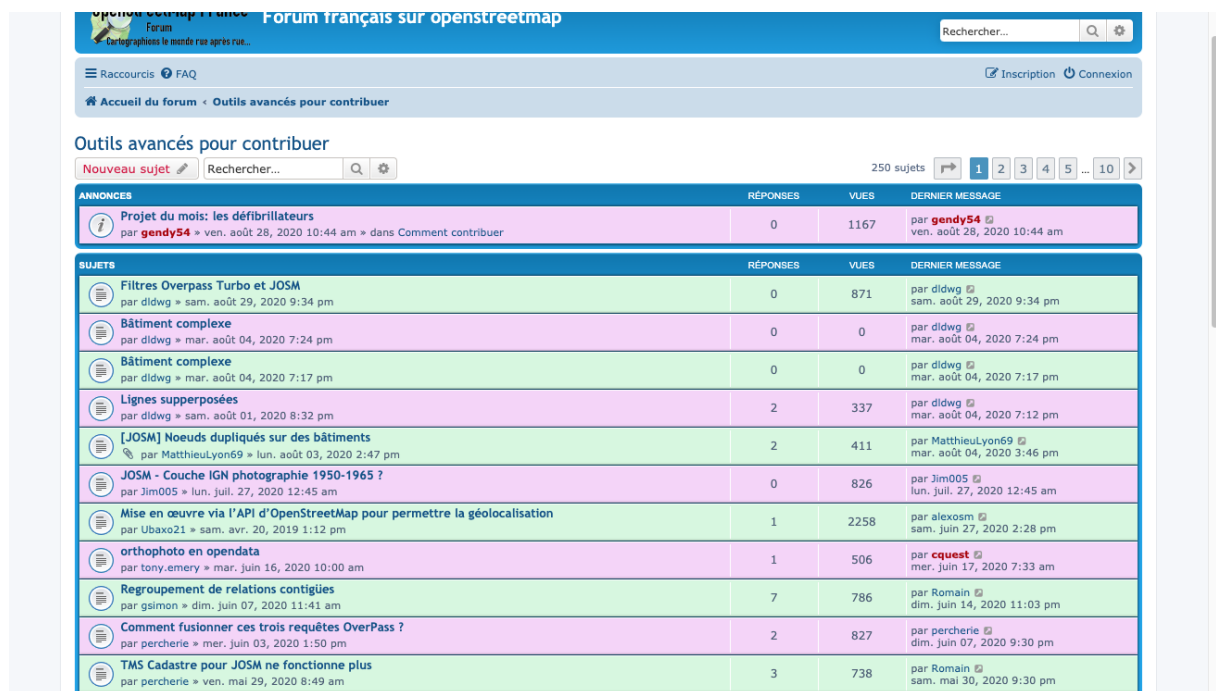 Forum français sur openstreetmap
Forum
Cartographions le monde rue après rue...
Rechercher...
Raccourcis FAQ
Inscription Connexion
Accueil du forum ‹ Outils avancés pour contribuer
Outils avancés pour contribuer
Nouveau sujet Rechercher...
250 sujets 1 2 3 4 5 ... 10
ANNONCES RÉPONSES VUES DERNIER MESSAGE
Projet du mois: les défibrillateurs
par gendy54 » ven. août 28, 2020 10:44 am » dans Comment contribuer
0 1167
par gendy54
ven. août 28, 2020 10:44 am
SUJETS RÉPONSES VUES DERNIER MESSAGE
Filtres Overpass Turbo et JOSM
par dldwg » sam. août 29, 2020 9:34 pm
0 871
par dldwg
sam. août 29, 2020 9:34 pm
Bâtiment complexe
par dldwg » mar. août 04, 2020 7:24 pm
0 0
par dldwg
mar. août 04, 2020 7:24 pm
Bâtiment complexe
par dldwg » mar. août 04, 2020 7:17 pm
0 0
par dldwg
mar. août 04, 2020 7:17 pm
Lignes supperposées
par dldwg » sam. août 01, 2020 8:32 pm
2 337
par dldwg
mar. août 04, 2020 7:12 pm
[JOSM] Noeuds dupliqués sur des bâtiments
par MatthieuLyon69 » lun. août 03, 2020 2:47 pm
2 411
par MatthieuLyon69
mar. août 04, 2020 3:46 pm
JOSM - Couche IGN photographie 1950-1965 ?
par Jim005 » lun. juil. 27, 2020 12:45 am
0 826
par Jim005
lun. juil. 27, 2020 12:45 am
Mise en œuvre via l'API d'OpenStreetMap pour permettre la géolocalisation
par Ubaxo21 » sam. avr. 20, 2019 1:12 pm
1 2258
par alexosm
sam. juin 27, 2020 2:28 pm
orthophoto en opendata
par tony.emery » mar. juin 16, 2020 10:00 am
1 506
par cquest
mer. juin 17, 2020 7:33 am
Regroupement de relations contigües
par gsimon » dim. juin 07, 2020 11:41 am
7 786
par Romain
dim. juin 14, 2020 11:03 pm
Comment fusionner ces trois requêtes OverPass ?
par percherie » mer. juin 03, 2020 1:50 pm
2 827
par percherie
dim. juin 07, 2020 9:30 pm
TMS Cadastre pour JOSM ne fonctionne plus
par percherie » ven. mai 29, 2020 8:49 am
3 738
par Romain
sam. mai 30, 2020 9:30 pm